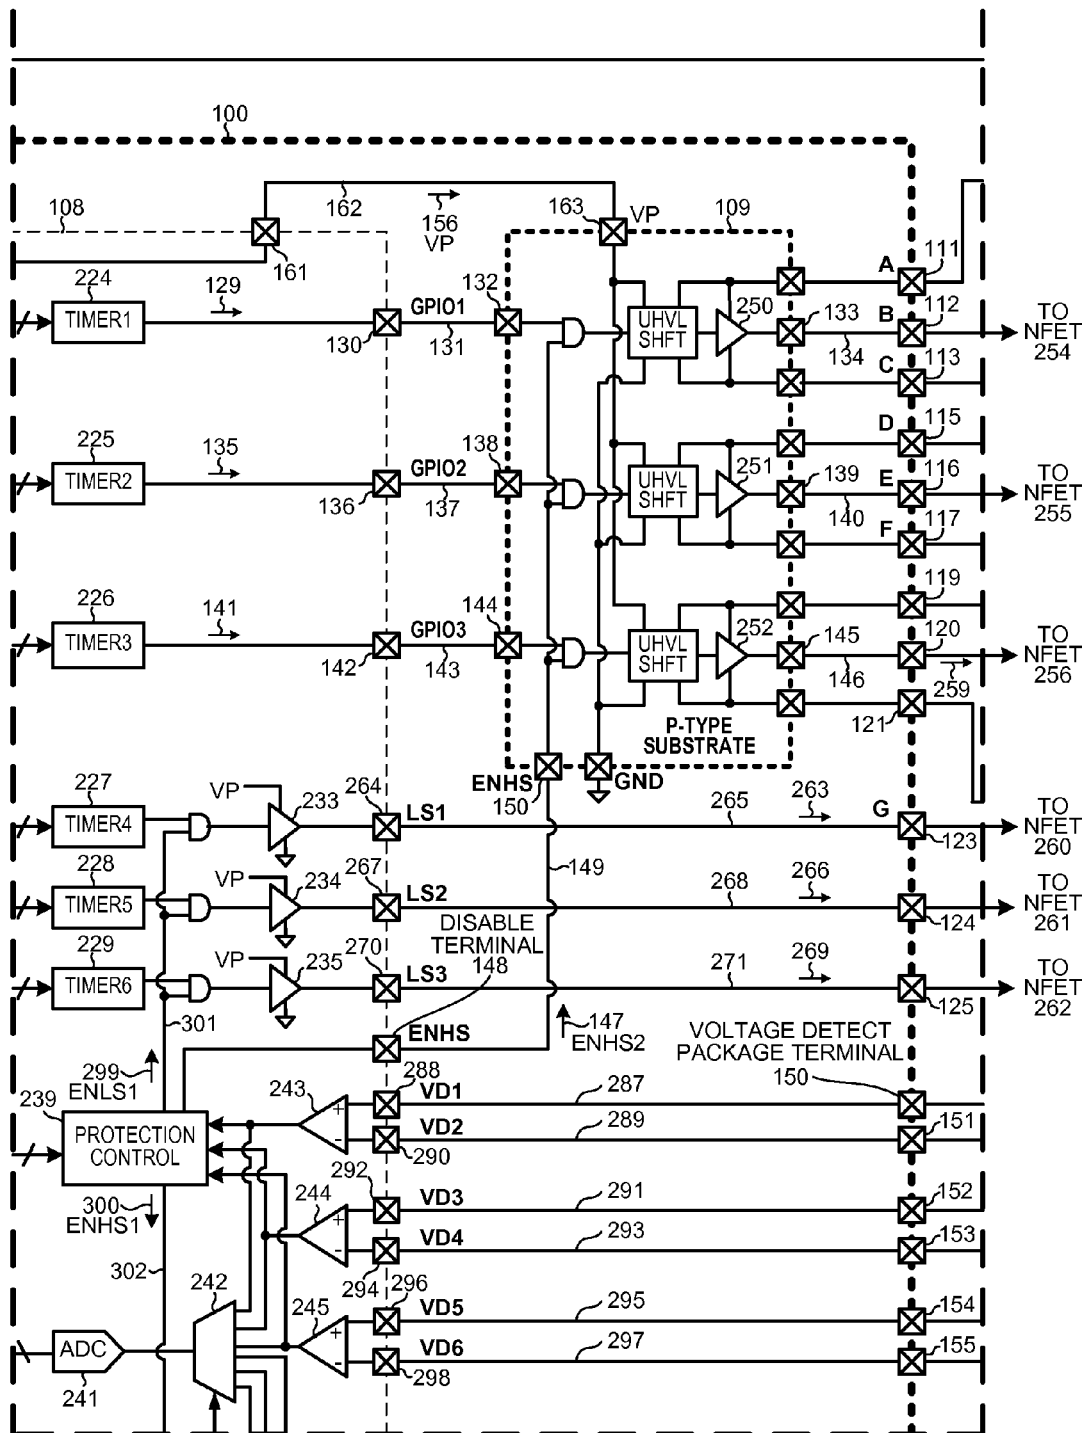 100
108
162
156
VP
163
VP
109
161
A
111
224
TIMER1
129
130
GPIO1
131
132
UHVL
SHFT
250
133
134
B
112
TO
NFET
254
C
113
D
115
225
TIMER2
135
136
GPIO2
137
138
UHVL
SHFT
251
139
140
E
116
TO
NFET
255
F
117
119
226
TIMER3
141
142
GPIO3
143
144
UHVL
SHFT
252
145
146
120
259
TO
NFET
256
121
P-TYPE
SUBSTRATE
ENHS
150
GND
227
TIMER4
VP
233
264
LS1
265
263
G
123
TO
NFET
260
149
228
TIMER5
VP
234
267
LS2
268
266
124
TO
NFET
261
DISABLE
TERMINAL
148
229
TIMER6
VP
235
270
LS3
271
269
125
TO
NFET
262
301
ENHS
147
ENHS2
VOLTAGE DETECT
PACKAGE TERMINAL
150
299
ENLS1
239
PROTECTION
CONTROL
243
+
-
288
VD1
287
290
VD2
289
151
300
ENHS1
244
+
-
292
VD3
291
152
294
VD4
293
153
302
242
245
+
-
296
VD5
295
154
298
VD6
297
155
ADC
241